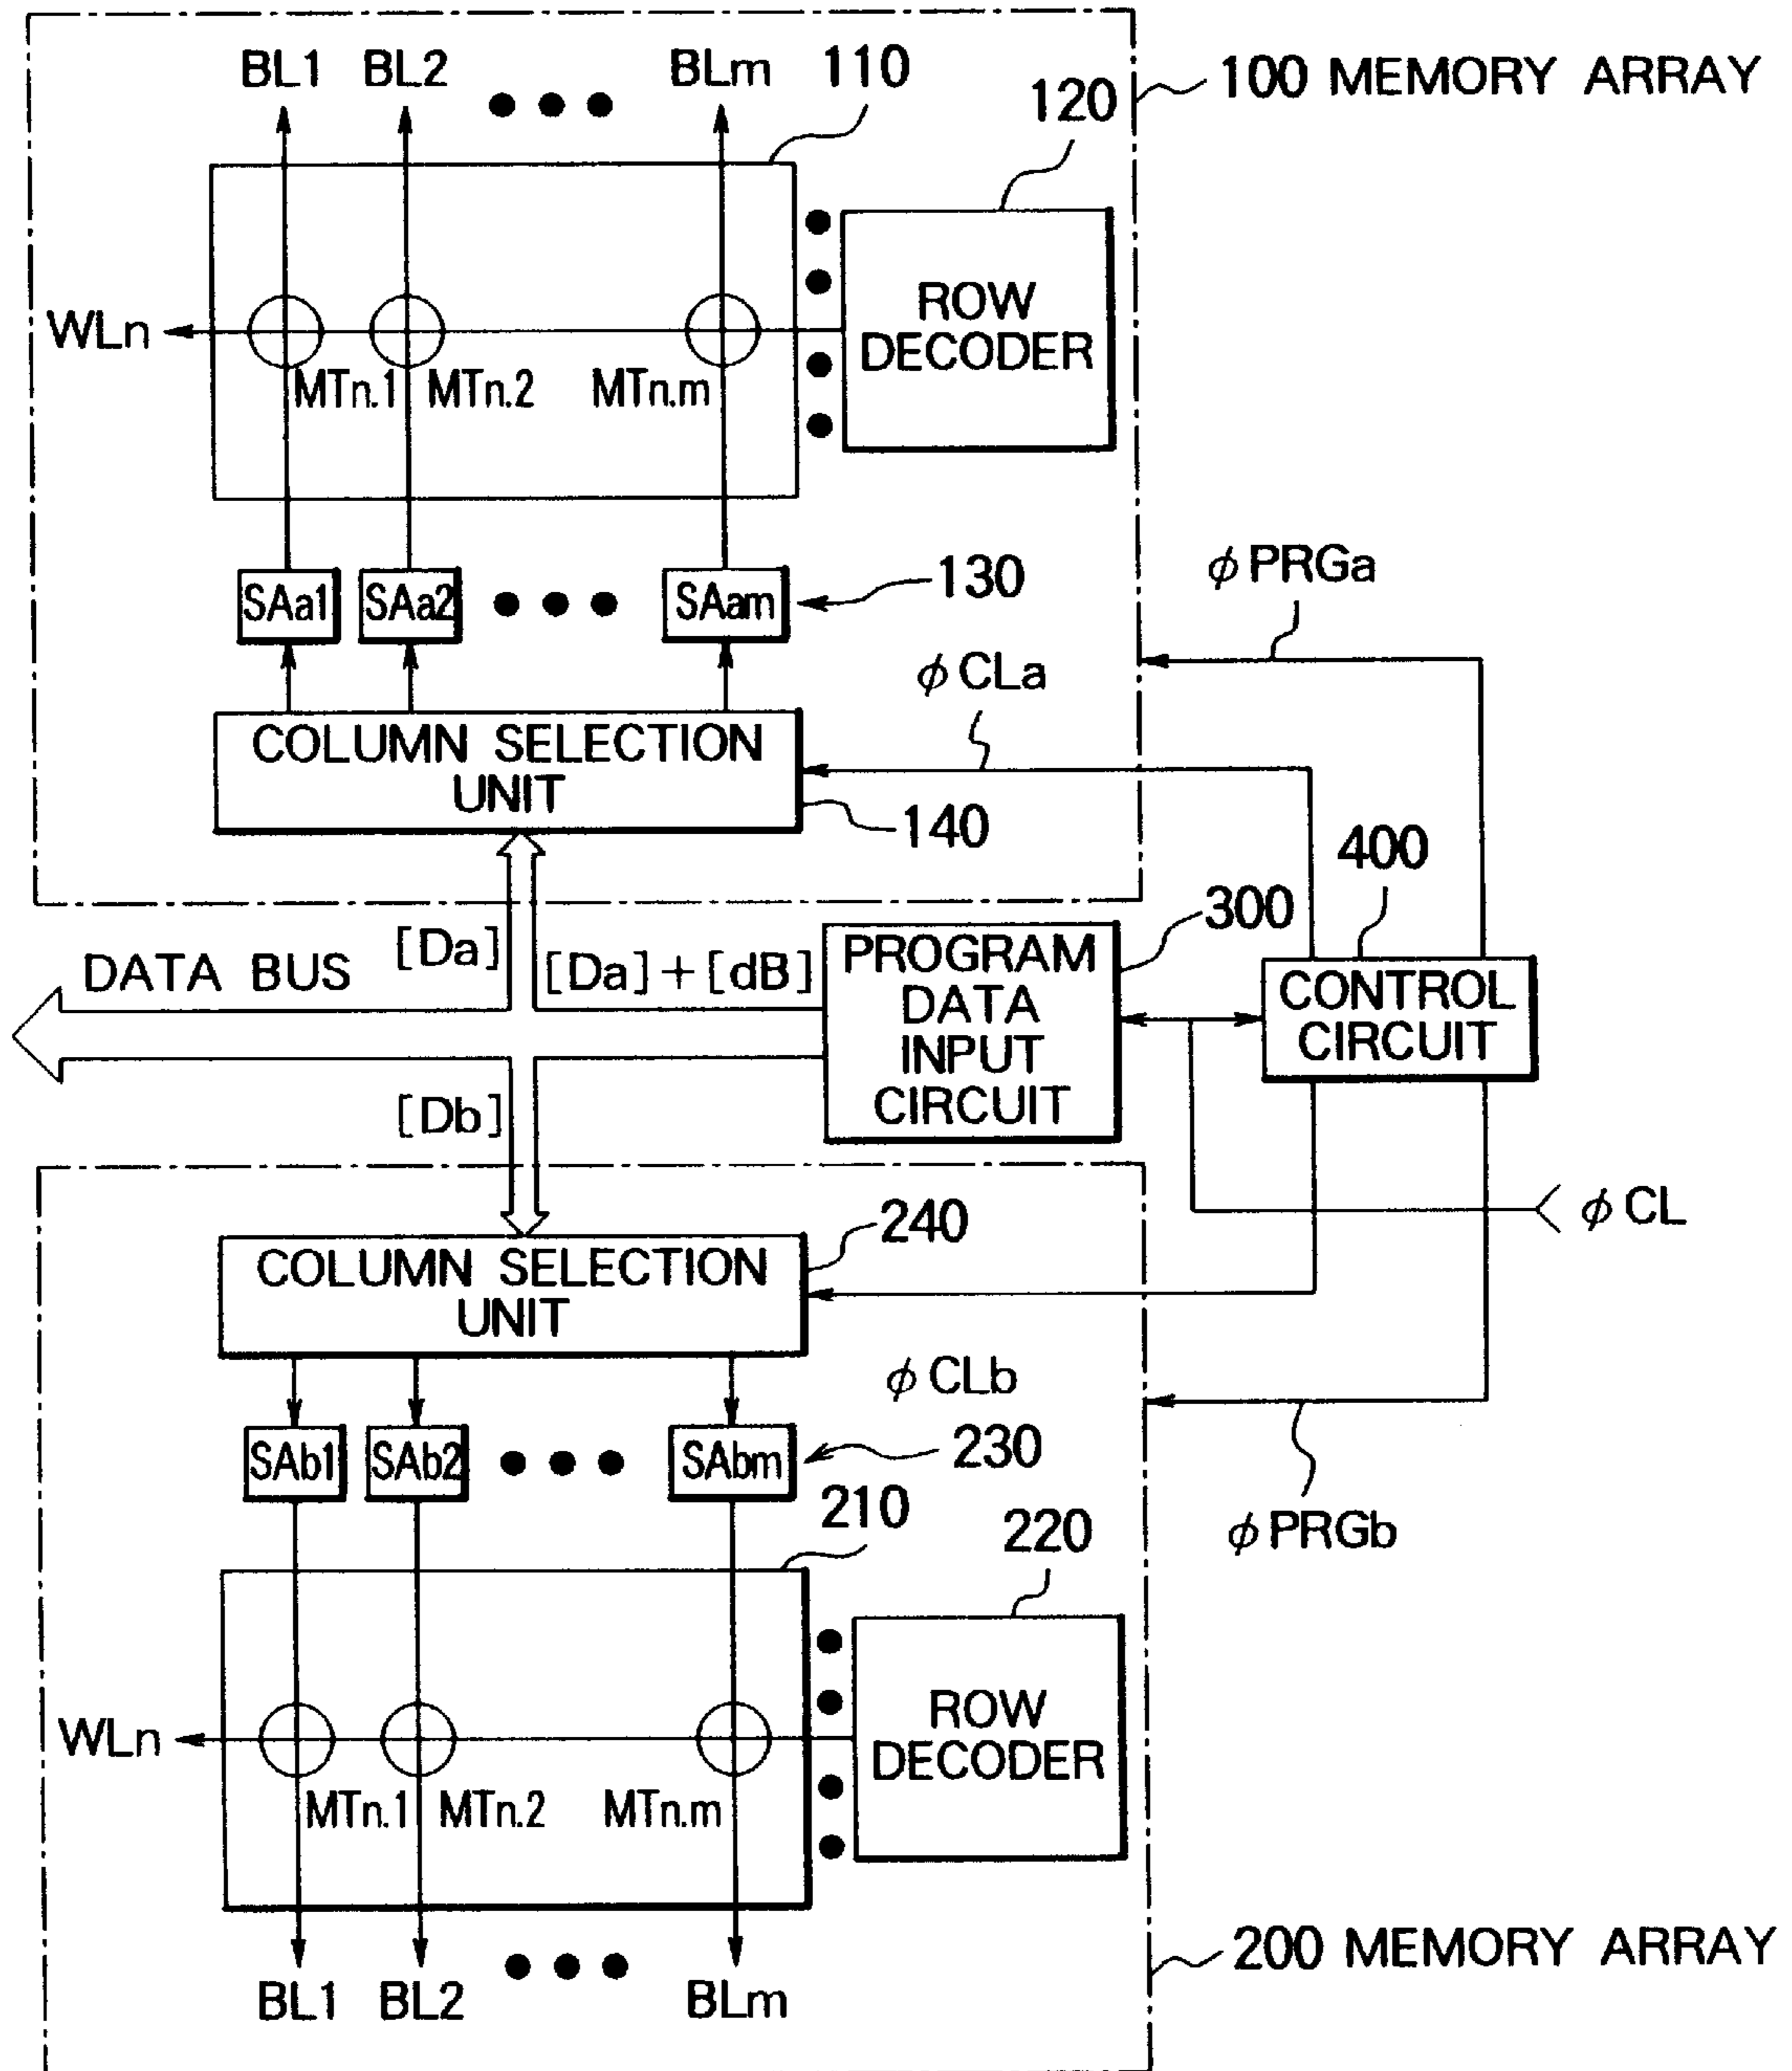 BL1 BL2 BLm 110
120
100 MEMORY ARRAY
ROW
DECODER
WLn
MTn.1 MTn.2 MTn.m
SAa1 SAa2 SAam 130
φPRGa
φCLa
COLUMN SELECTION
UNIT
140
400
300
DATA BUS [Da] [Da]+[dB]
PROGRAM
DATA
INPUT
CIRCUIT
CONTROL
CIRCUIT
[Db]
φCL
240
COLUMN SELECTION
UNIT
φCLb
SAb1 SAb2 SAbm 230
210
220
φPRGb
ROW
DECODER
WLn
MTn.1 MTn.2 MTn.m
200 MEMORY ARRAY
BL1 BL2 BLm